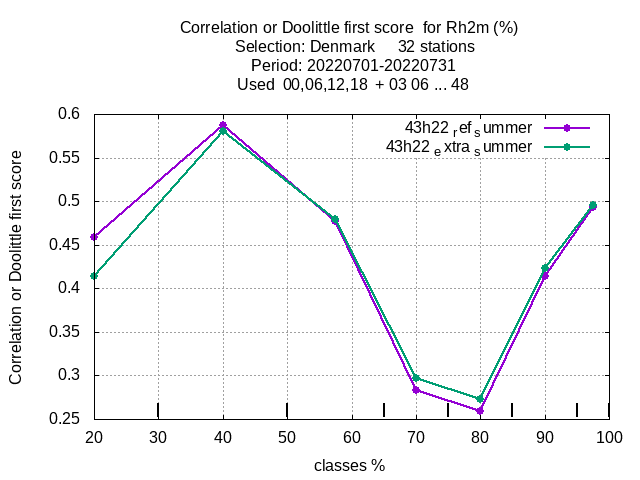 Correlation or Doolittle first score  for Rh2m (%)
Selection: Denmark     32 stations
Period: 20220701-20220731
Used  00,06,12,18  + 03 06 ... 48
0.6
0.55
0.5
0.45
0.4
0.35
0.3
0.25
Correlation or Doolittle first score
43h22 ref summer
43h22 extra summer
20 30 40 50 60 70 80 90 100
classes %